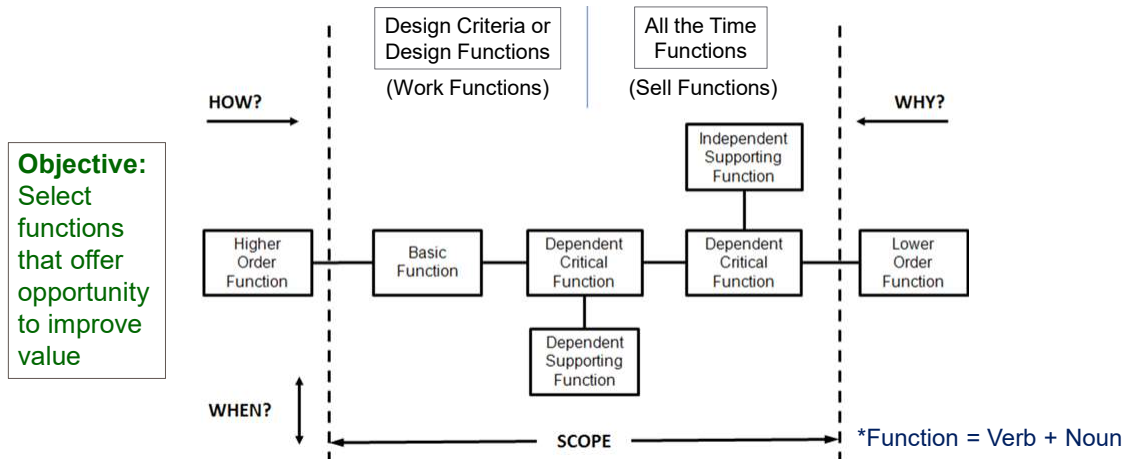 Design Criteria or
Design Functions
(Work Functions)
All the Time
Functions
(Sell Functions)
HOW?
WHY?
Objective:
Select
functions
that offer
opportunity
to improve
value
Independent
Supporting
Function
Higher
Order
Function
Basic
Function
Dependent
Critical
Function
Dependent
Critical
Function
Lower
Order
Function
Dependent
Supporting
Function
WHEN?
SCOPE
*Function = Verb + Noun